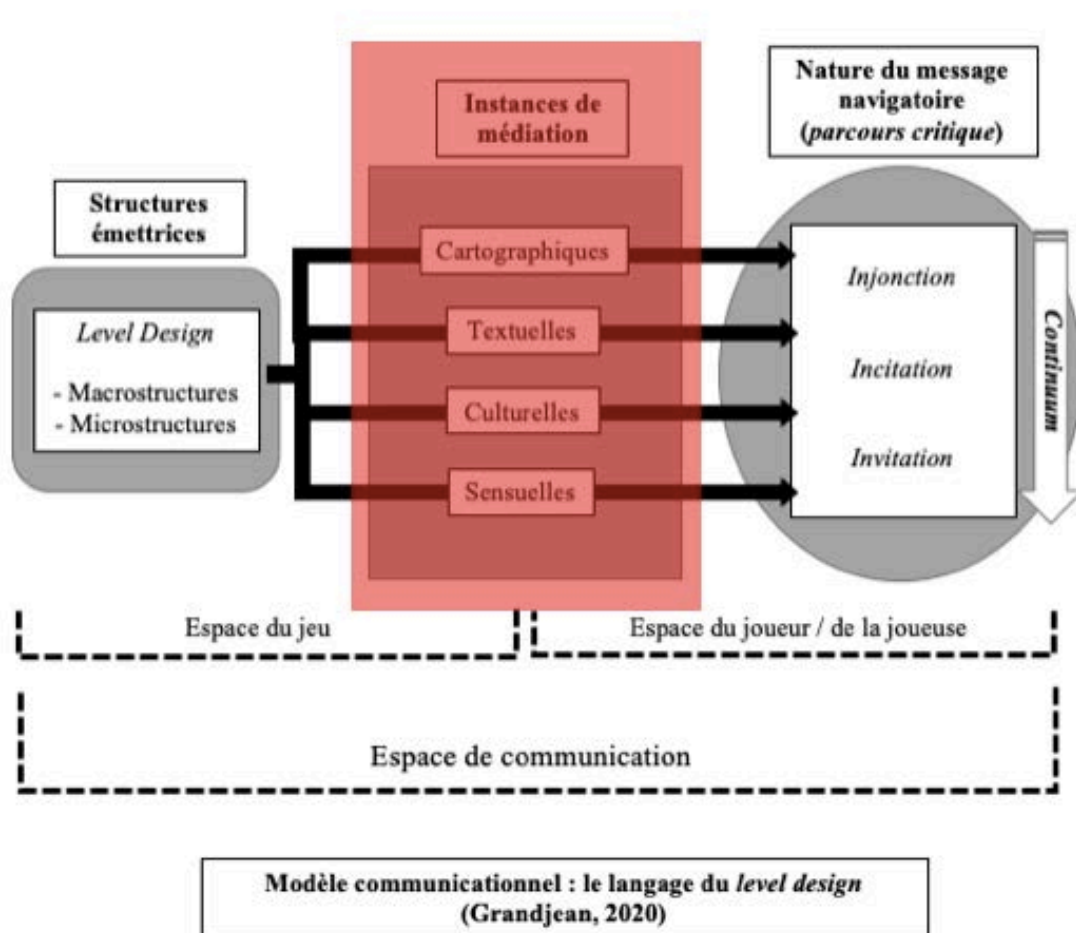 Structures
émettrices
Level Design
- Macrostructures
- Microstructures
Instances de
médiation
Cartographiques
Textuelles
Culturelles
Sensuelles
Nature du message
navigatoire
(parcours critique)
Injonction
Incitation
Invitation
Continuum
Espace du jeu
Espace du joueur / de la joueuse
Espace de communication
Modèle communicationnel : le langage du level design
(Grandjean, 2020)